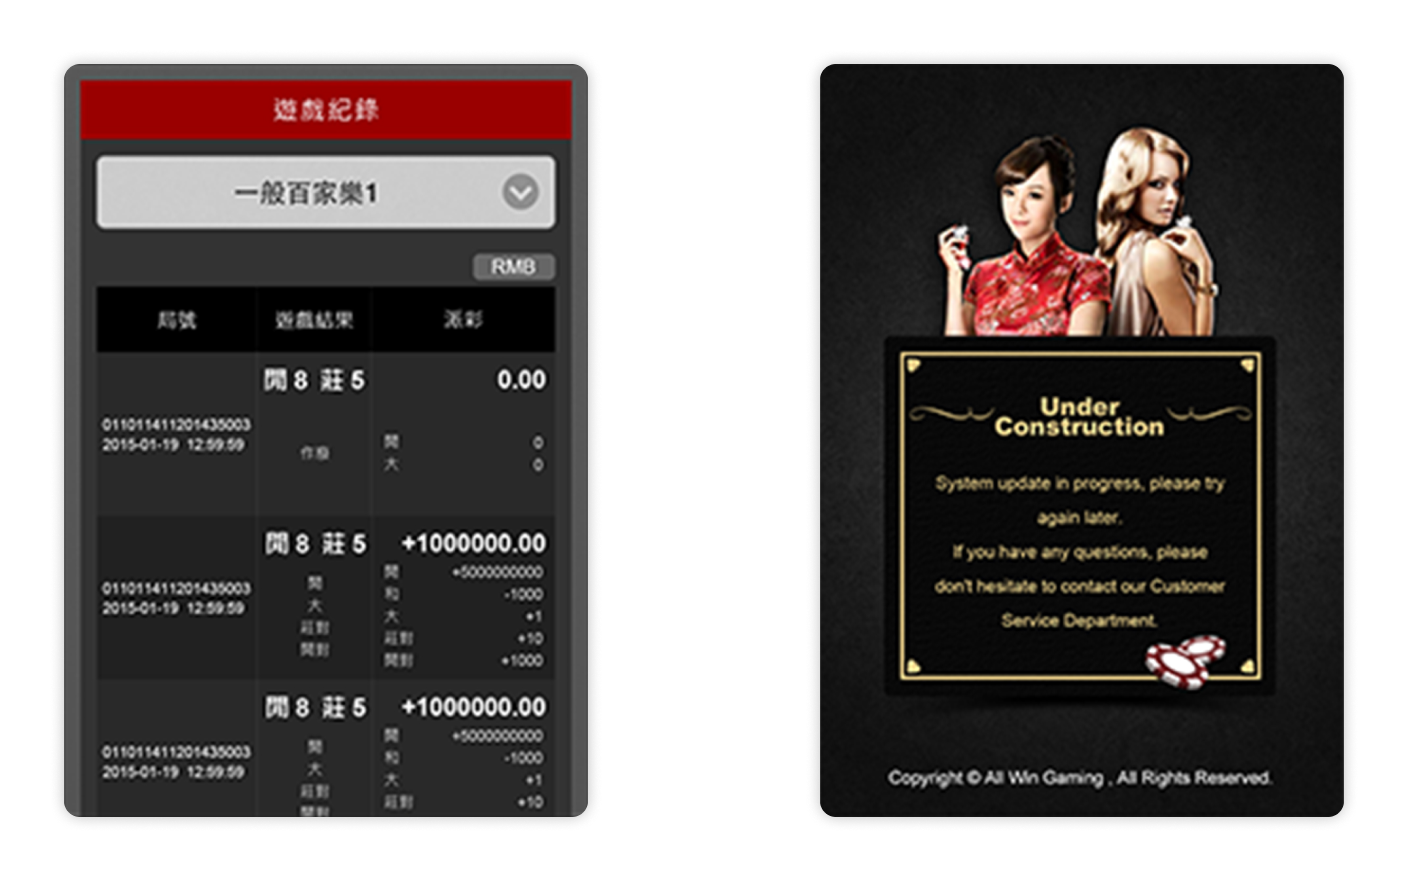 遊戲紀錄
一般百家樂1
RMB
局號 遊戲結果 派彩
閒 8 莊 5 0.00
011011411201435003
2015-01-19 12:59:59
作廢
閒 0
大 0
閒 8 莊 5 +1000000.00
011011411201435003
2015-01-19 12:59:59
閒
大
莊對
閒對
閒 +5000000000
和 -1000
大 +1
莊對 +10
閒對 +1000
閒 8 莊 5 +1000000.00
011011411201435003
2015-01-19 12:59:59
閒
大
莊對
閒對
閒 +5000000000
和 -1000
大 +1
莊對 +10
Under
Construction
System update in progress, please try
again later.
If you have any questions, please
don't hesitate to contact our Customer
Service Department.
Copyright © All Win Gaming , All Rights Reserved.